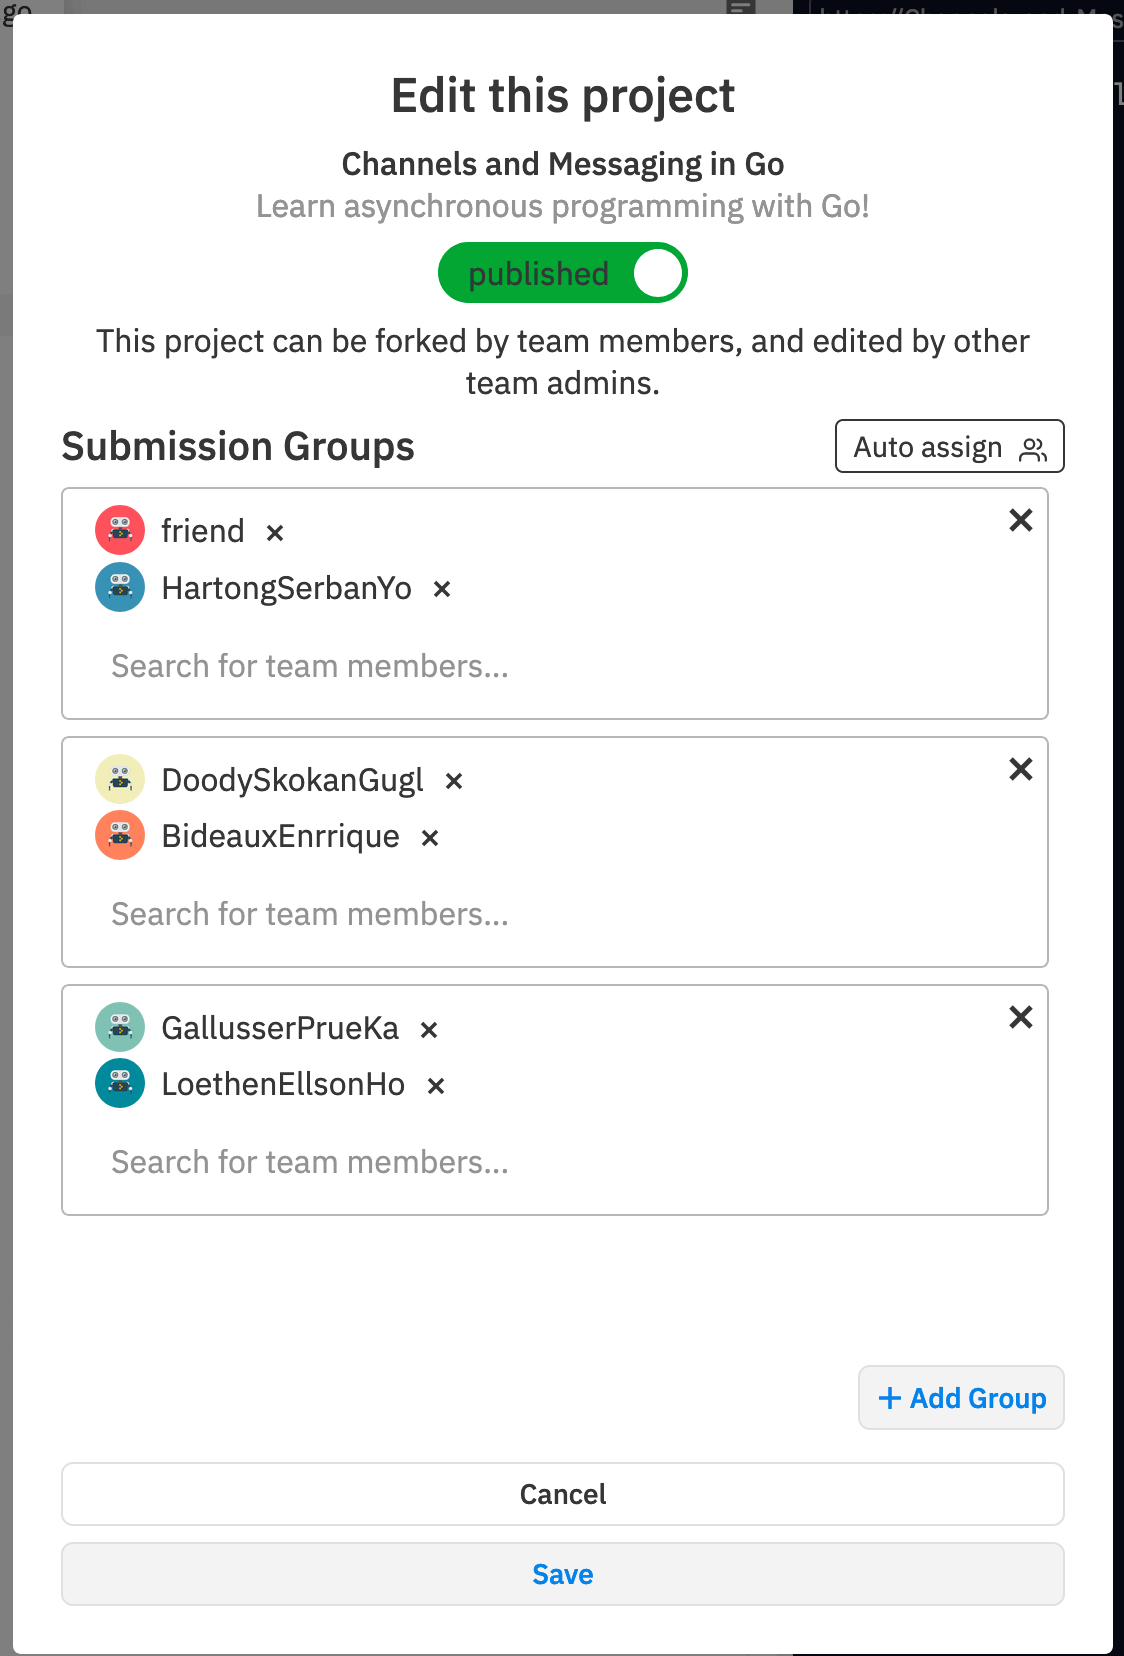 go
Edit this project
Channels and Messaging in Go
Learn asynchronous programming with Go!
published
This project can be forked by team members, and edited by other
team admins.
Submission Groups
Auto assign
friend ×
HartongSerbanYo ×
Search for team members...
DoodySkokanGugl ×
BideauxEnrrique ×
Search for team members...
GallusserPrueKa ×
LoethenEllsonHo ×
Search for team members...
+ Add Group
Cancel
Save